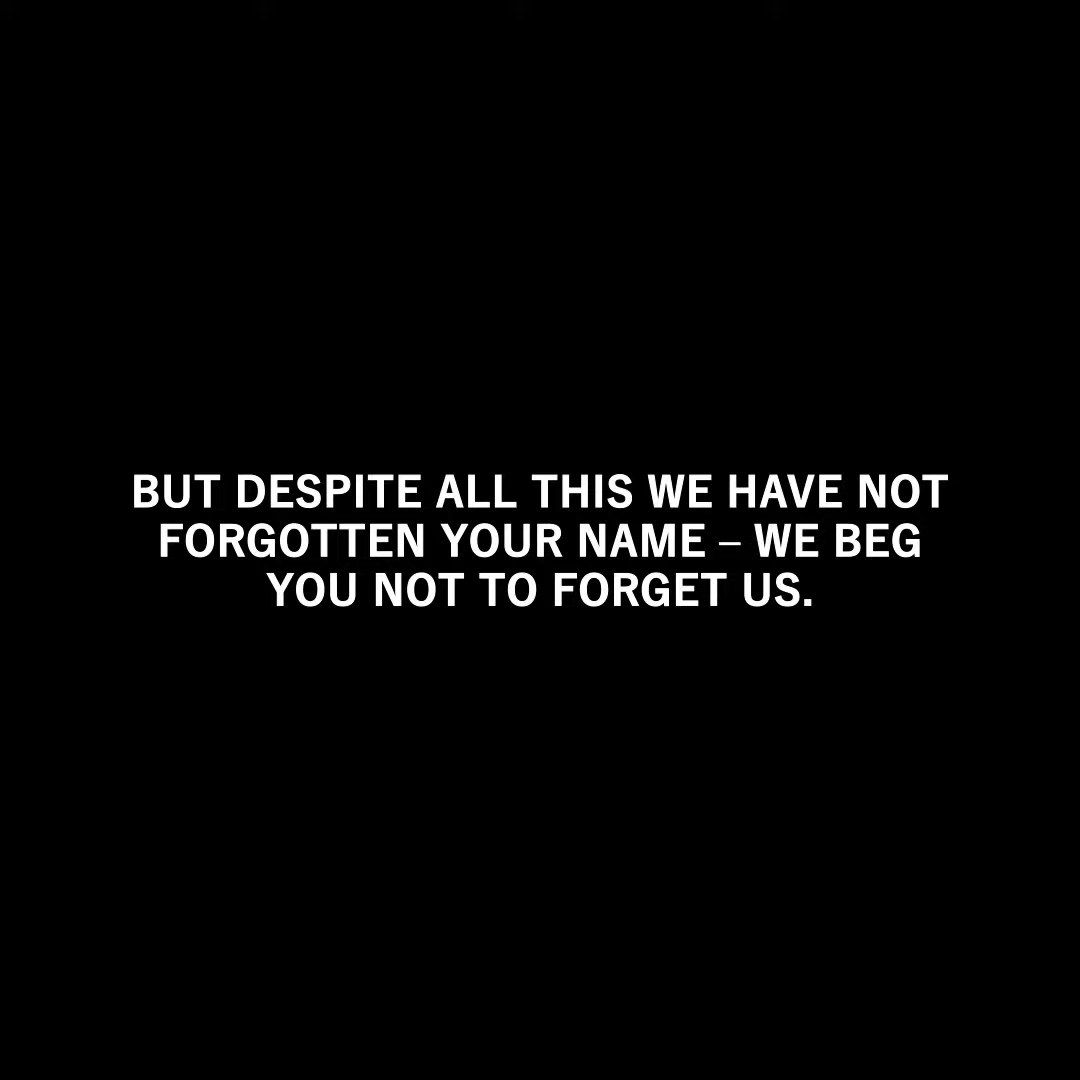 BUT DESPITE ALL THIS WE HAVE NOT
FORGOTTEN YOUR NAME – WE BEG
YOU NOT TO FORGET US.